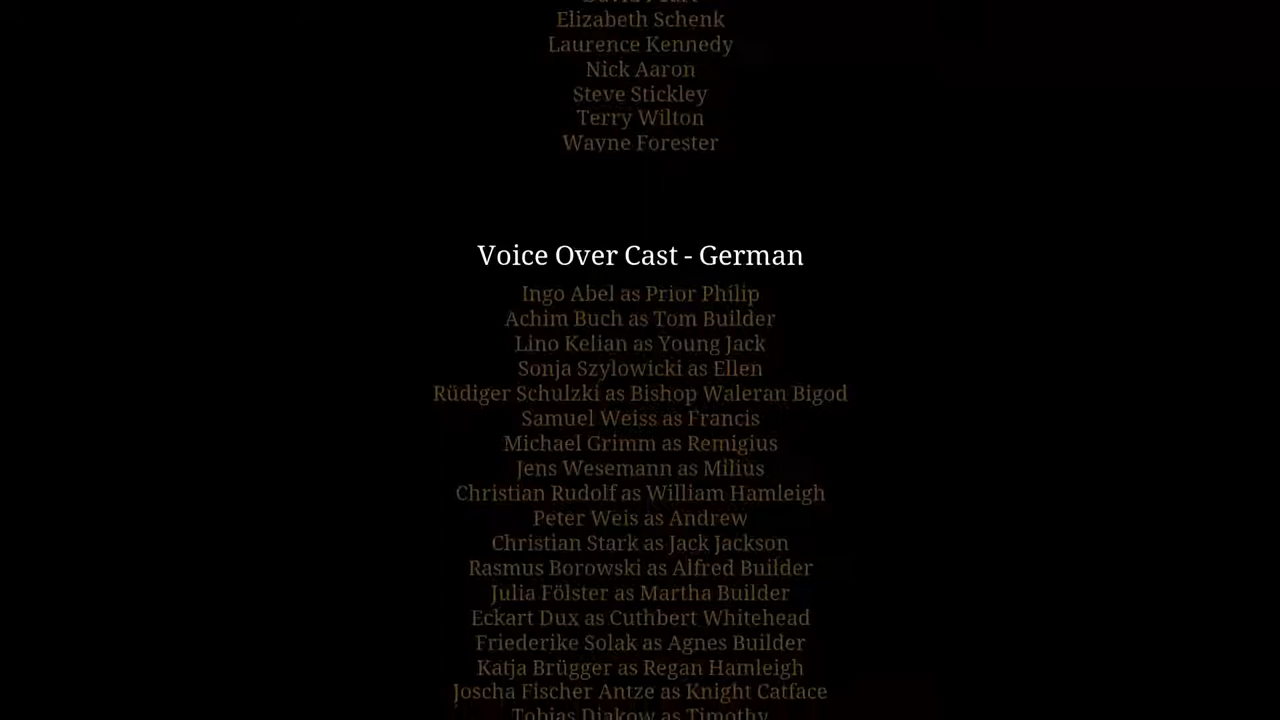 Elizabeth Schenk
Laurence Kennedy
Nick Aaron
Steve Stickley
Terry Wilton
Wayne Forester
Voice Over Cast - German
Ingo Abel as Prior Philip
Achim Buch as Tom Builder
Lino Kelian as Young Jack
Sonja Szylowicki as Ellen
Rüdiger Schulzki as Bishop Waleran Bigod
Samuel Weiss as Francis
Michael Grimm as Remigius
Jens Wesemann as Milius
Christian Rudolf as William Hamleigh
Peter Weis as Andrew
Christian Stark as Jack Jackson
Rasmus Borowski as Alfred Builder
Julia Fölster as Martha Builder
Eckart Dux as Cuthbert Whitehead
Friederike Solak as Agnes Builder
Katja Brügger as Regan Hamleigh
Joscha Fischer Antze as Knight Catface
Tobias Diakow as Timothy